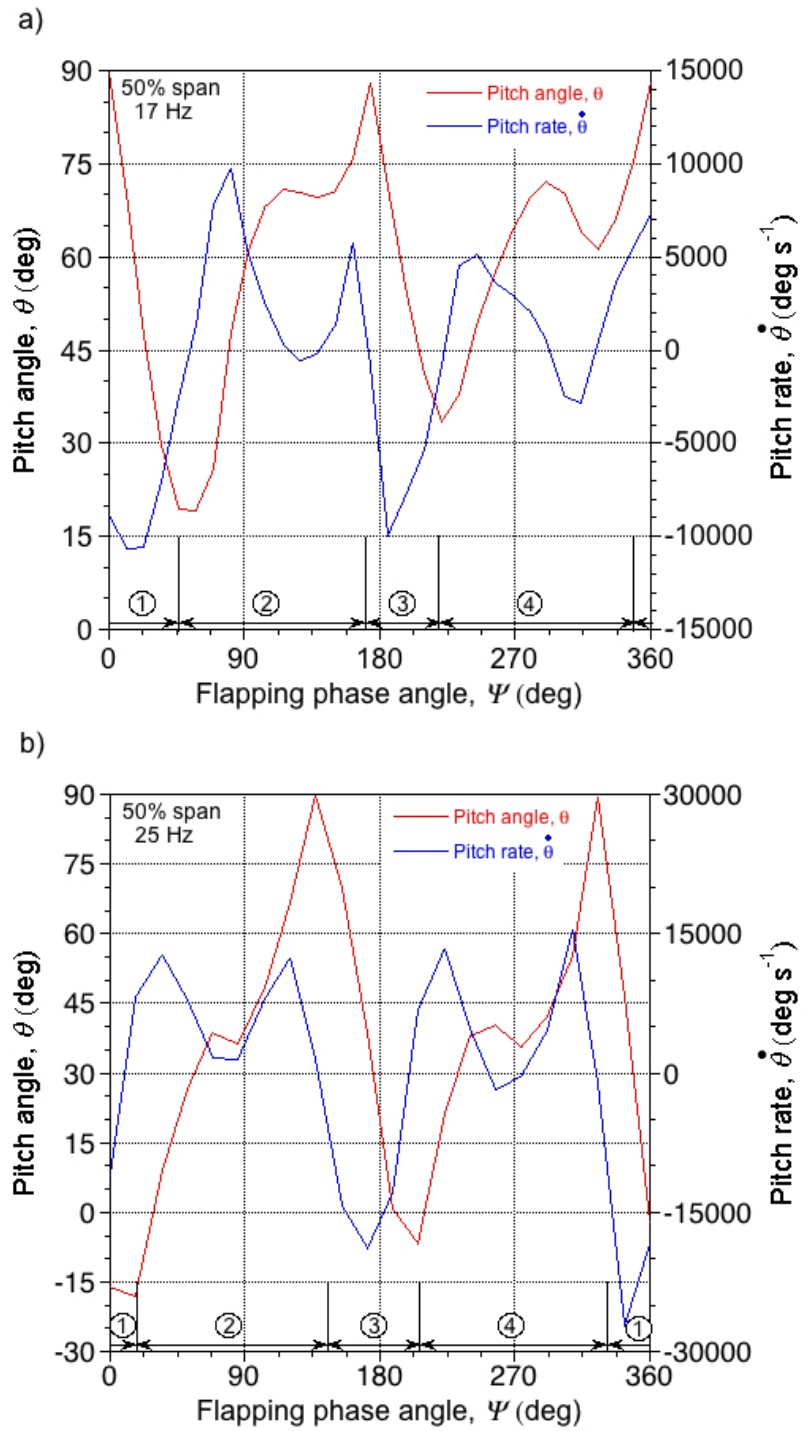 a)
50% span
17 Hz
Pitch angle, θ
Pitch rate, θ̇
90
75
60
45
30
15
0
15000
10000
5000
0
-5000
-10000
-15000
Pitch angle, θ (deg)
Pitch rate, θ̇ (deg s⁻¹)
① ② ③ ④
0 90 180 270 360
Flapping phase angle, Ψ (deg)
b)
50% span
25 Hz
Pitch angle, θ
Pitch rate, θ̇
90
75
60
45
30
15
0
-15
-30
30000
15000
0
-15000
-30000
Pitch angle, θ (deg)
Pitch rate, θ̇ (deg s⁻¹)
① ② ③ ④ ①
0 90 180 270 360
Flapping phase angle, Ψ (deg)